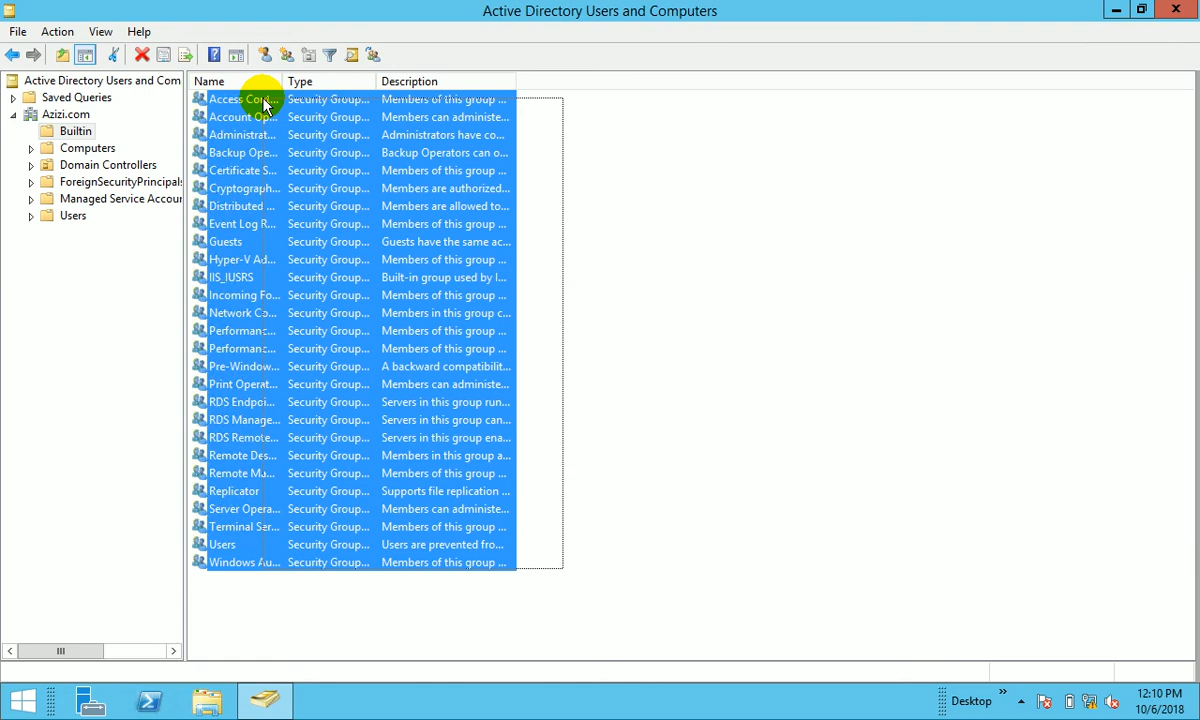 Active Directory Users and Computers
File Action View Help
Active Directory Users and Com
Saved Queries
Azizi.com
Builtin
Computers
Domain Controllers
ForeignSecurityPrincipals
Managed Service Accour
Users
Name Type Description
Access Cont... Security Group... Members of this group ...
Account Op... Security Group... Members can administe...
Administrat... Security Group... Administrators have co...
Backup Ope... Security Group... Backup Operators can o...
Certificate S... Security Group... Members of this group ...
Cryptograph... Security Group... Members are authorized...
Distributed ... Security Group... Members are allowed to...
Event Log R... Security Group... Members of this group ...
Guests Security Group... Guests have the same ac...
Hyper-V Ad... Security Group... Members of this group ...
IIS_IUSRS Security Group... Built-in group used by I...
Incoming Fo... Security Group... Members of this group ...
Network Co... Security Group... Members in this group c...
Performanc... Security Group... Members of this group ...
Performanc... Security Group... Members of this group ...
Pre-Window... Security Group... A backward compatibilit...
Print Operat... Security Group... Members can administe...
RDS Endpoi... Security Group... Servers in this group run...
RDS Manage... Security Group... Servers in this group can...
RDS Remote... Security Group... Servers in this group ena...
Remote Des... Security Group... Members in this group a...
Remote Ma... Security Group... Members of this group ...
Replicator Security Group... Supports file replication ...
Server Opera... Security Group... Members can administe...
Terminal Ser... Security Group... Members of this group ...
Users Security Group... Users are prevented fro...
Windows Au... Security Group... Members of this group ...
Desktop
12:10 PM
10/6/2018